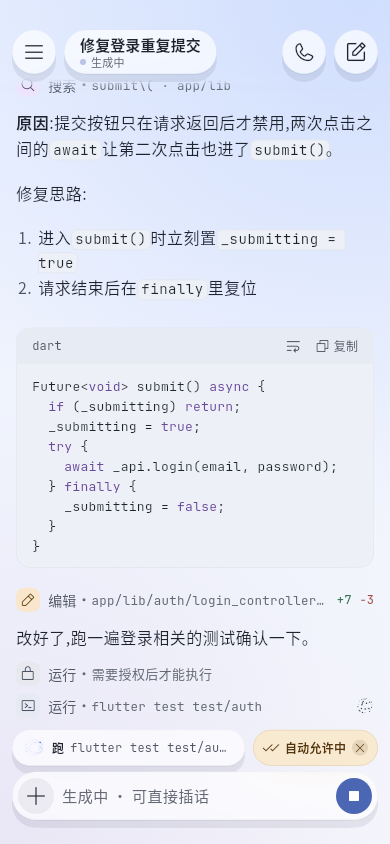 修复登录重复提交
生成中
搜索 • submit\( · app/lib
原因:提交按钮只在请求返回后才禁用,两次点击之
间的 await 让第二次点击也进了 submit()。
修复思路:
1. 进入 submit() 时立刻置 _submitting =
true
2. 请求结束后在 finally 里复位
dart
复制
Future<void> submit() async {
  if (_submitting) return;
  _submitting = true;
  try {
    await _api.login(email, password);
  } finally {
    _submitting = false;
  }
}
编辑 • app/lib/auth/login_controller… +7 -3
改好了,跑一遍登录相关的测试确认一下。
运行 • 需要授权后才能执行
运行 • flutter test test/auth
跑 flutter test test/au…
自动允许中
生成中 · 可直接插话